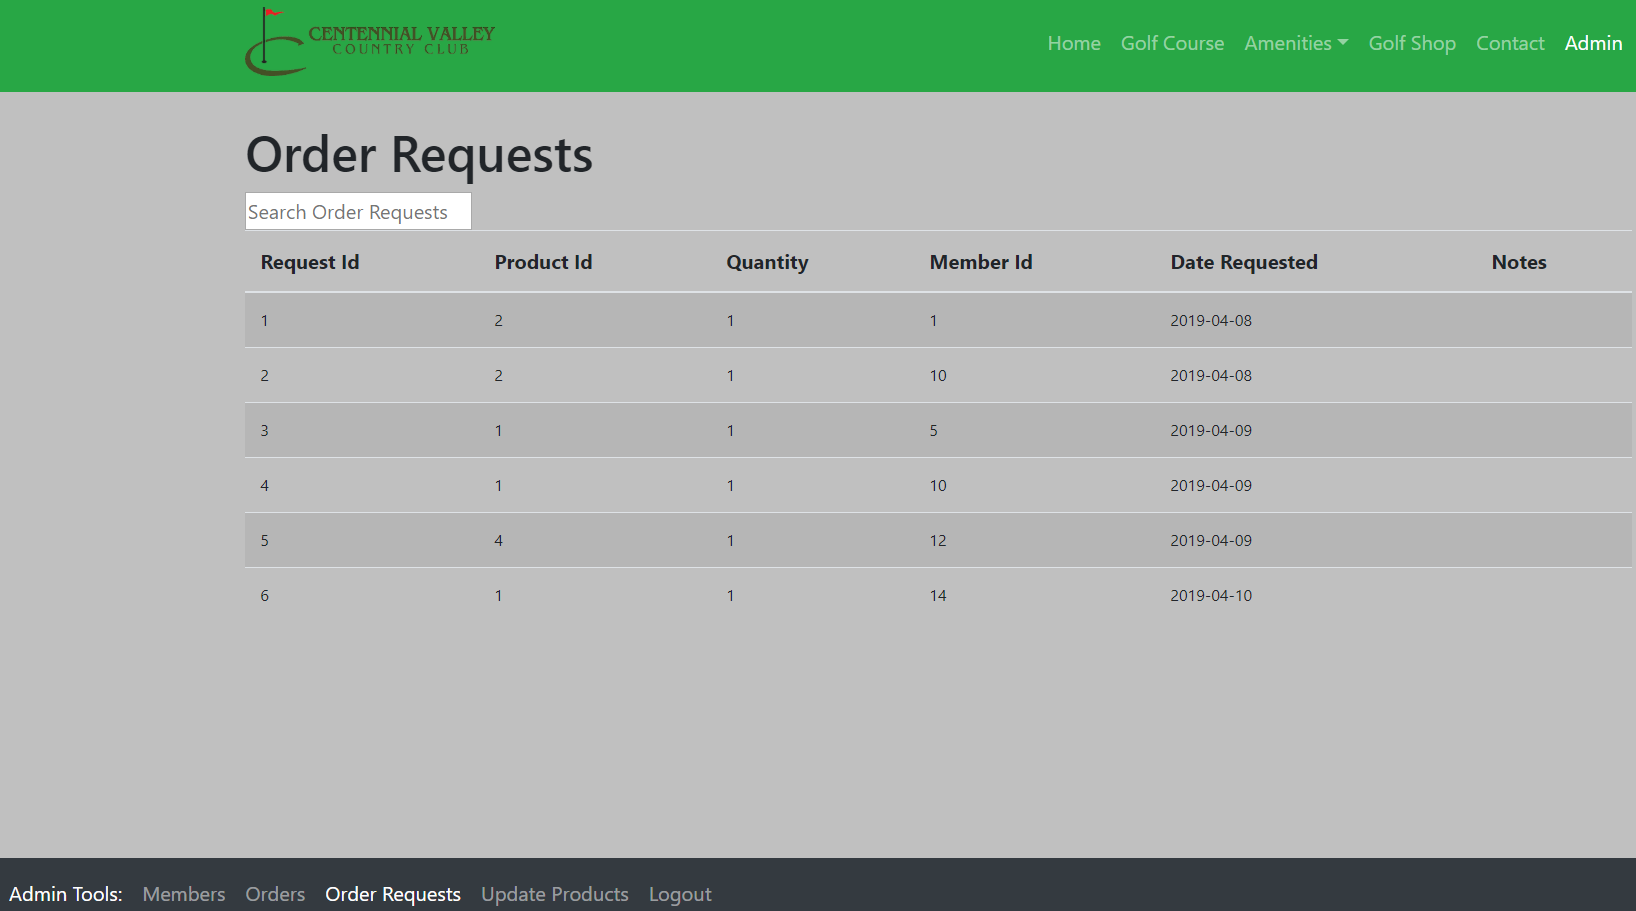 CENTENNIAL VALLEY
COUNTRY CLUB
Home Golf Course Amenities Golf Shop Contact Admin
Order Requests
Search Order Requests
Request Id Product Id Quantity Member Id Date Requested Notes
1 2 1 1 2019-04-08
2 2 1 10 2019-04-08
3 1 1 5 2019-04-09
4 1 1 10 2019-04-09
5 4 1 12 2019-04-09
6 1 1 14 2019-04-10
Admin Tools: Members Orders Order Requests Update Products Logout